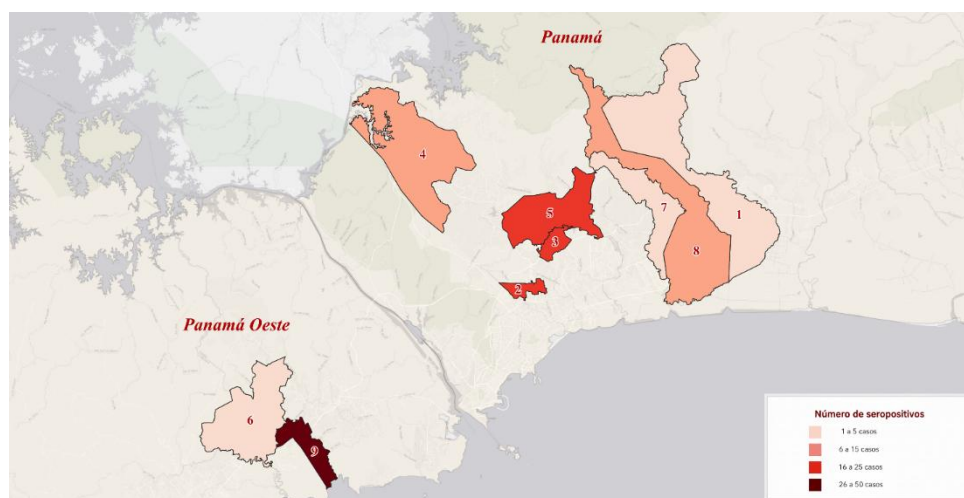 Panamá
4
5
7
1
3
8
2
Panamá Oeste
6
9
Número de seropositivos
1 a 5 casos
6 a 15 casos
16 a 25 casos
26 a 50 casos